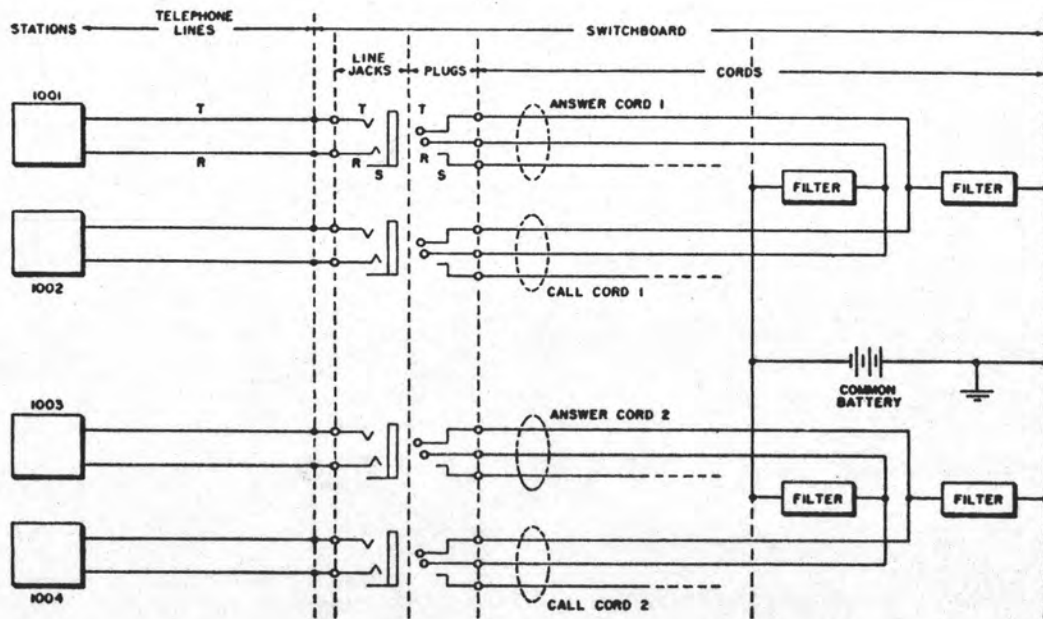 STATIONS
TELEPHONE
LINES
SWITCHBOARD
LINE
JACKS
PLUGS
CORDS
1001
T
R
T
R
S
T
R
S
ANSWER CORD 1
FILTER
FILTER
1002
CALL CORD 1
COMMON
BATTERY
1003
ANSWER CORD 2
FILTER
FILTER
1004
CALL CORD 2